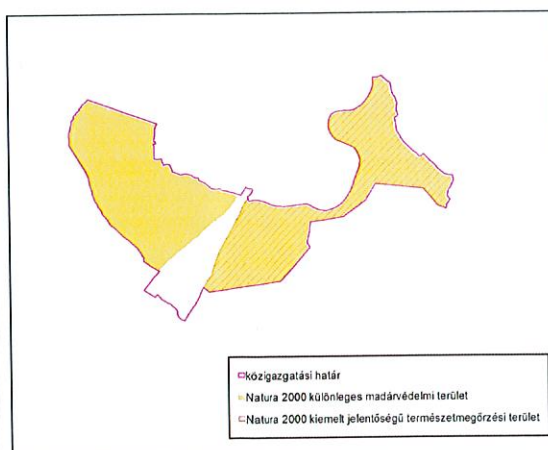 közigazgatási határ
Natura 2000 különleges madárvédelmi terület
Natura 2000 kiemelt jelentőségű természetmegőrzési terület